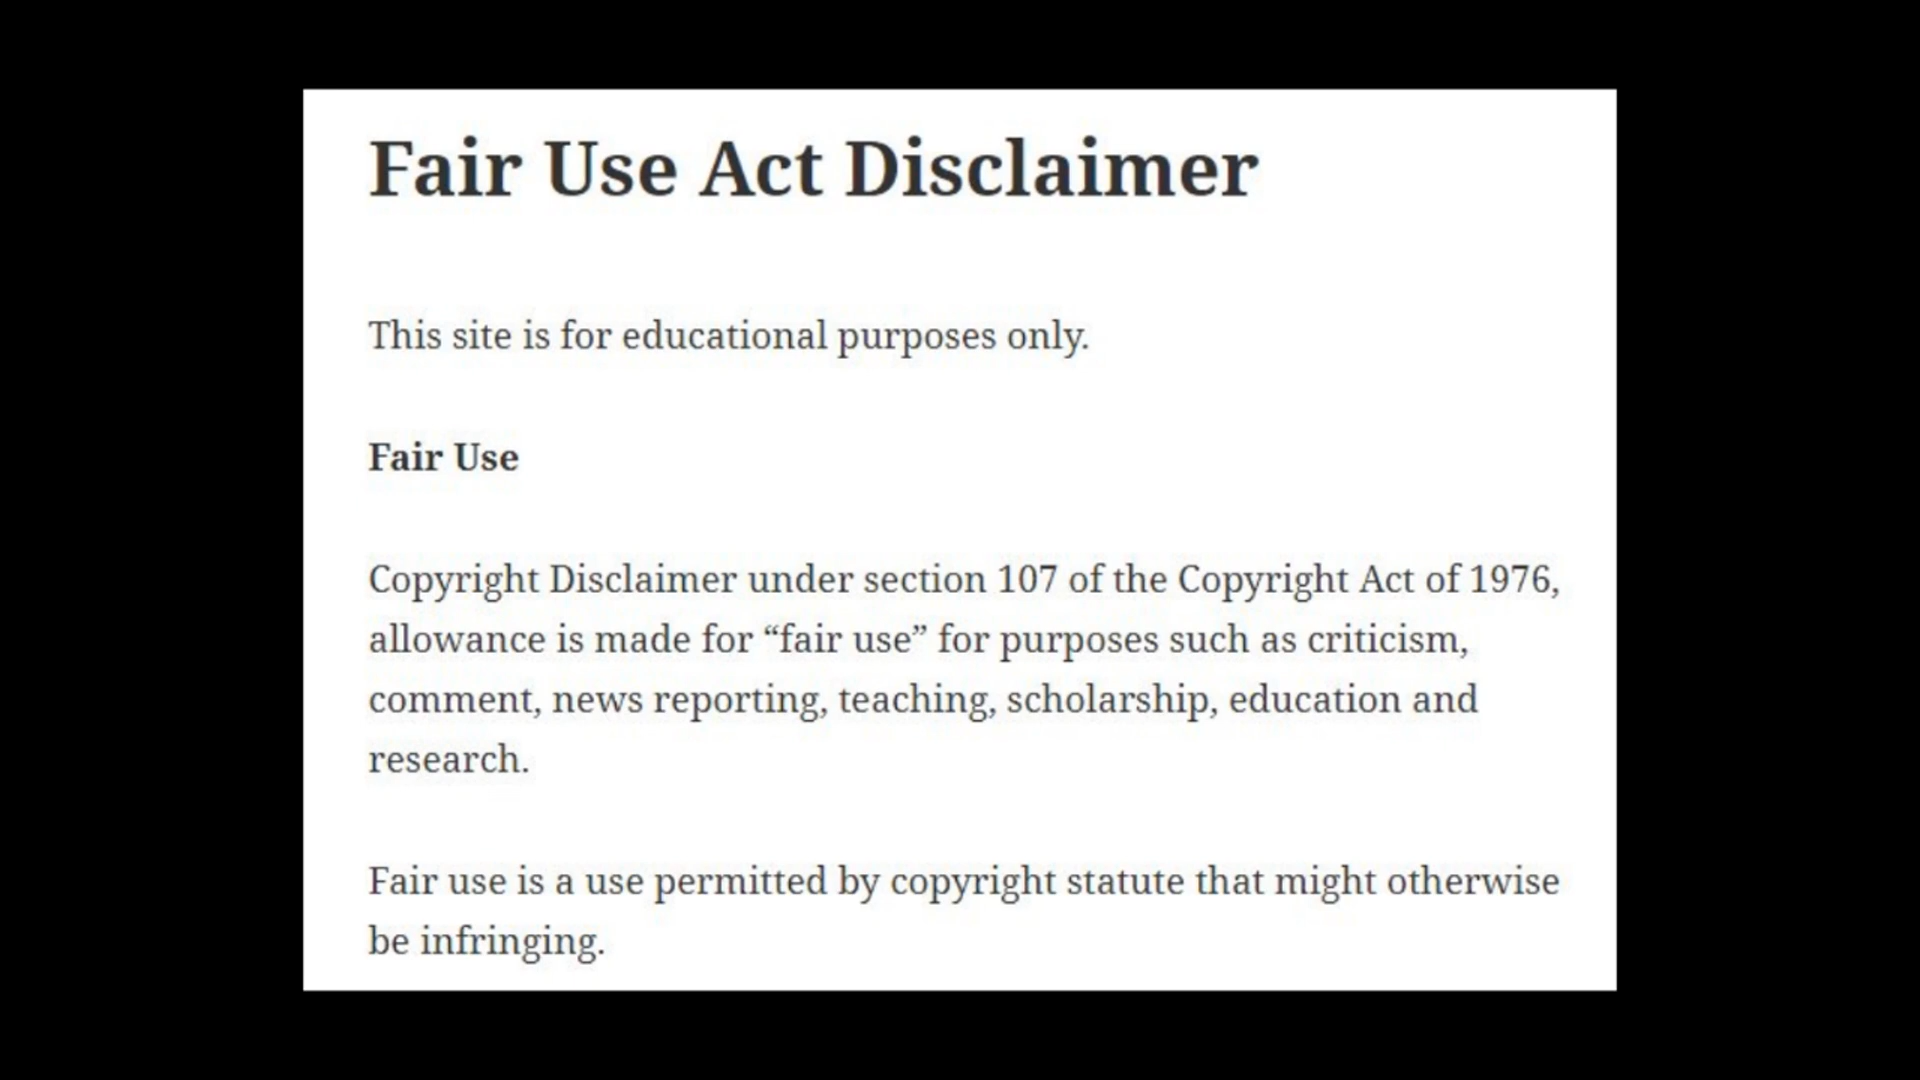 Fair Use Act Disclaimer
This site is for educational purposes only.
Fair Use
Copyright Disclaimer under section 107 of the Copyright Act of 1976,
allowance is made for “fair use” for purposes such as criticism,
comment, news reporting, teaching, scholarship, education and
research.
Fair use is a use permitted by copyright statute that might otherwise
be infringing.